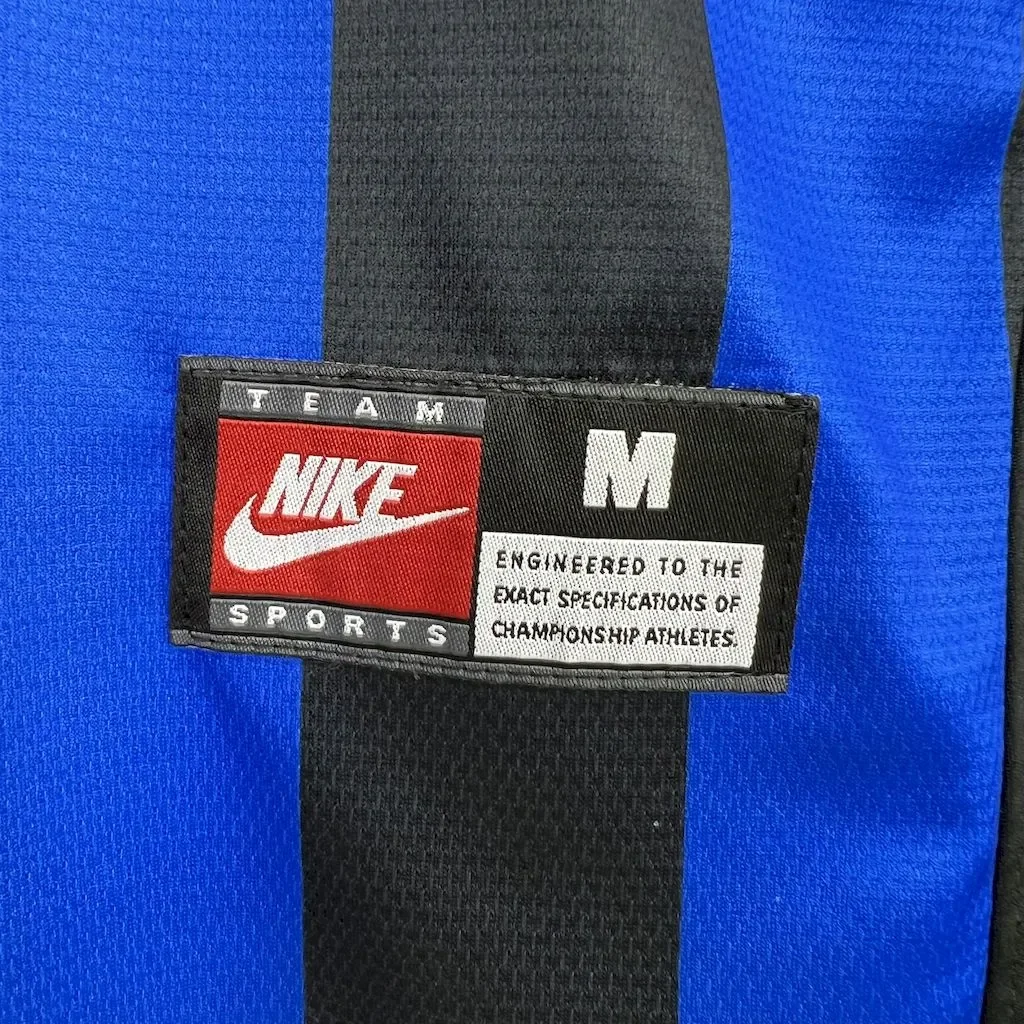 TEAM
NIKE
SPORTS
M
ENGINEERED TO THE
EXACT SPECIFICATIONS OF
CHAMPIONSHIP ATHLETES.